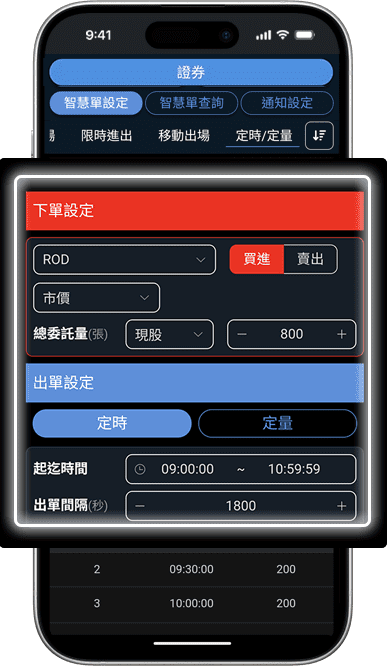 9:41
證券
智慧單設定 智慧單查詢 通知設定
限時進出 移動出場 定時/定量
下單設定
ROD 買進 賣出
市價
總委託量(張) 現股 − 800 +
出單設定
定時 定量
起迄時間 09:00:00 ~ 10:59:59
出單間隔(秒) − 1800 +
2 09:30:00 200
3 10:00:00 200